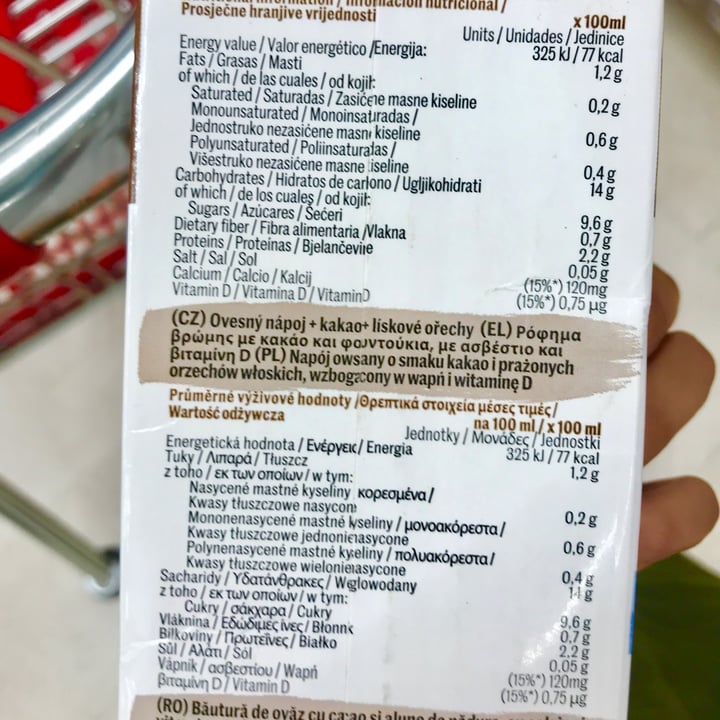 nutricional /
Prosječne hranjive vrijednosti
x 100ml
Units / Unidades / Jedinice
Energy value / Valor energético / Energija: 325 kJ / 77 kcal
Fats / Grasas / Masti 1,2 g
of which / de las cuales / od kojih:
Saturated / Saturadas / Zasićene masne kiseline 0,2 g
Monounsaturated / Monoinsaturadas /
Jednostruko nezasićene masne kiseline 0,6 g
Polyunsaturated / Poliinsaturadas /
Višestruko nezasićene masne kiseline 0,4 g
Carbohydrates / Hidratos de carbono / Ugljikohidrati 14 g
of which / de los cuales / od kojih:
Sugars / Azúcares / Šećeri 9,6 g
Dietary fiber / Fibra alimentaria / Vlakna 0,7 g
Proteins / Proteínas / Bjelančevine 2,2 g
Salt / Sal / Sol 0,05 g
Calcium / Calcio / Kalcij (15%*) 120mg
Vitamin D / Vitamina D / Vitamin D (15%*) 0,75 µg
(CZ) Ovesný nápoj + kakao + lískové ořechy (EL) Ρόφημα
βρώμης με κακάο και φουντούκια, με ασβέστιο και
βιταμίνη D (PL) Napój owsany o smaku kakao i prażonych
orzechów włoskich, wzbogacony w wapń i witaminę D
Průměrné výživové hodnoty / Θρεπτικά στοιχεία μέσες τιμές /
Wartość odżywcza
na 100 ml / x 100 ml
Jednotky / Μονάδες / Jednostki
Energetická hodnota / Ενέργεια / Energia 325 kJ / 77 kcal
Tuky / Λιπαρά / Tłuszcz 1,2 g
z toho / εκ των οποίων / w tym:
Nasycené mastné kyseliny κορεσμένα /
Kwasy tłuszczowe nasycone 0,2 g
Mononenasycené mastné kyseliny / μονοακόρεστα /
Kwasy tłuszczowe jednonienasycone 0,6 g
Polynenasycené mastné kyseliny / πολυακόρεστα /
Kwasy tłuszczowe wielonienasycone 0,4 g
Sacharidy / Υδατάνθρακες / Węglowodany 14 g
z toho / εκ των οποίων / w tym:
Cukry / σάκχαρα / Cukry 9,6 g
Vláknina / Εδώδιμες ίνες / Błonnik 0,7 g
Bílkoviny / Πρωτεΐνες / Białko 2,2 g
Sůl / Αλάτι / Sól 0,05 g
Vápník / ασβεστίου / Wapń (15%*) 120mg
βιταμίνη D / Vitamin D (15%*) 0,75 µg
(RO) Băutură de ovăz cu cacao și alune de pădure